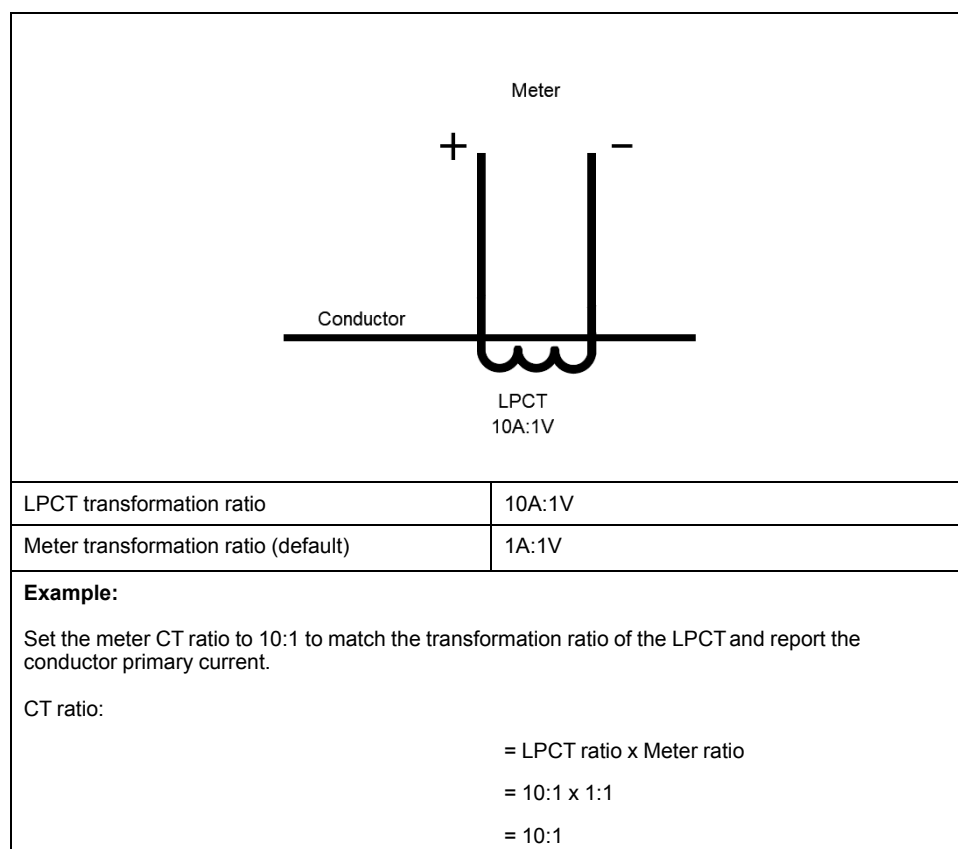 Meter
+ −
Conductor
LPCT
10A:1V
LPCT transformation ratio 10A:1V
Meter transformation ratio (default) 1A:1V
Example:
Set the meter CT ratio to 10:1 to match the transformation ratio of the LPCT and report the
conductor primary current.
CT ratio:
= LPCT ratio x Meter ratio
= 10:1 x 1:1
= 10:1